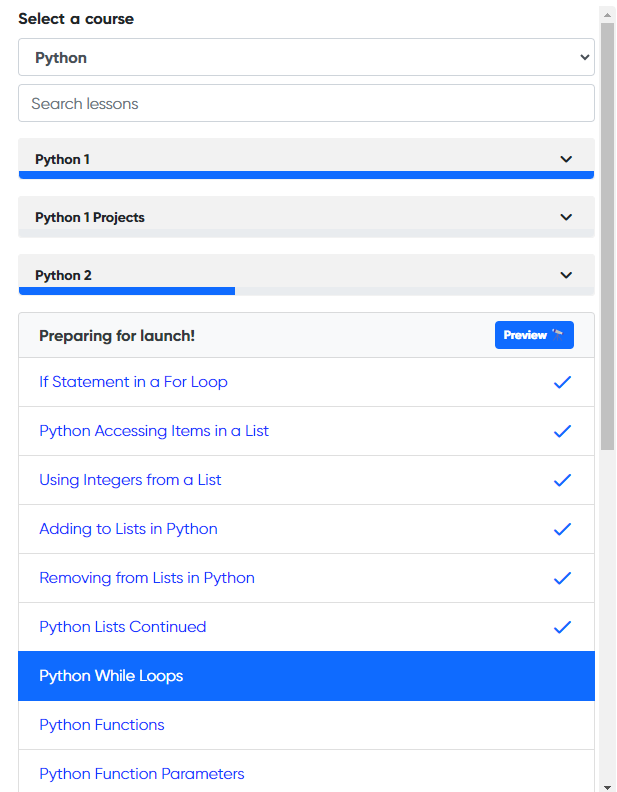 Select a course
Python
Search lessons
Python 1
Python 1 Projects
Python 2
Preparing for launch!
Preview
If Statement in a For Loop
Python Accessing Items in a List
Using Integers from a List
Adding to Lists in Python
Removing from Lists in Python
Python Lists Continued
Python While Loops
Python Functions
Python Function Parameters